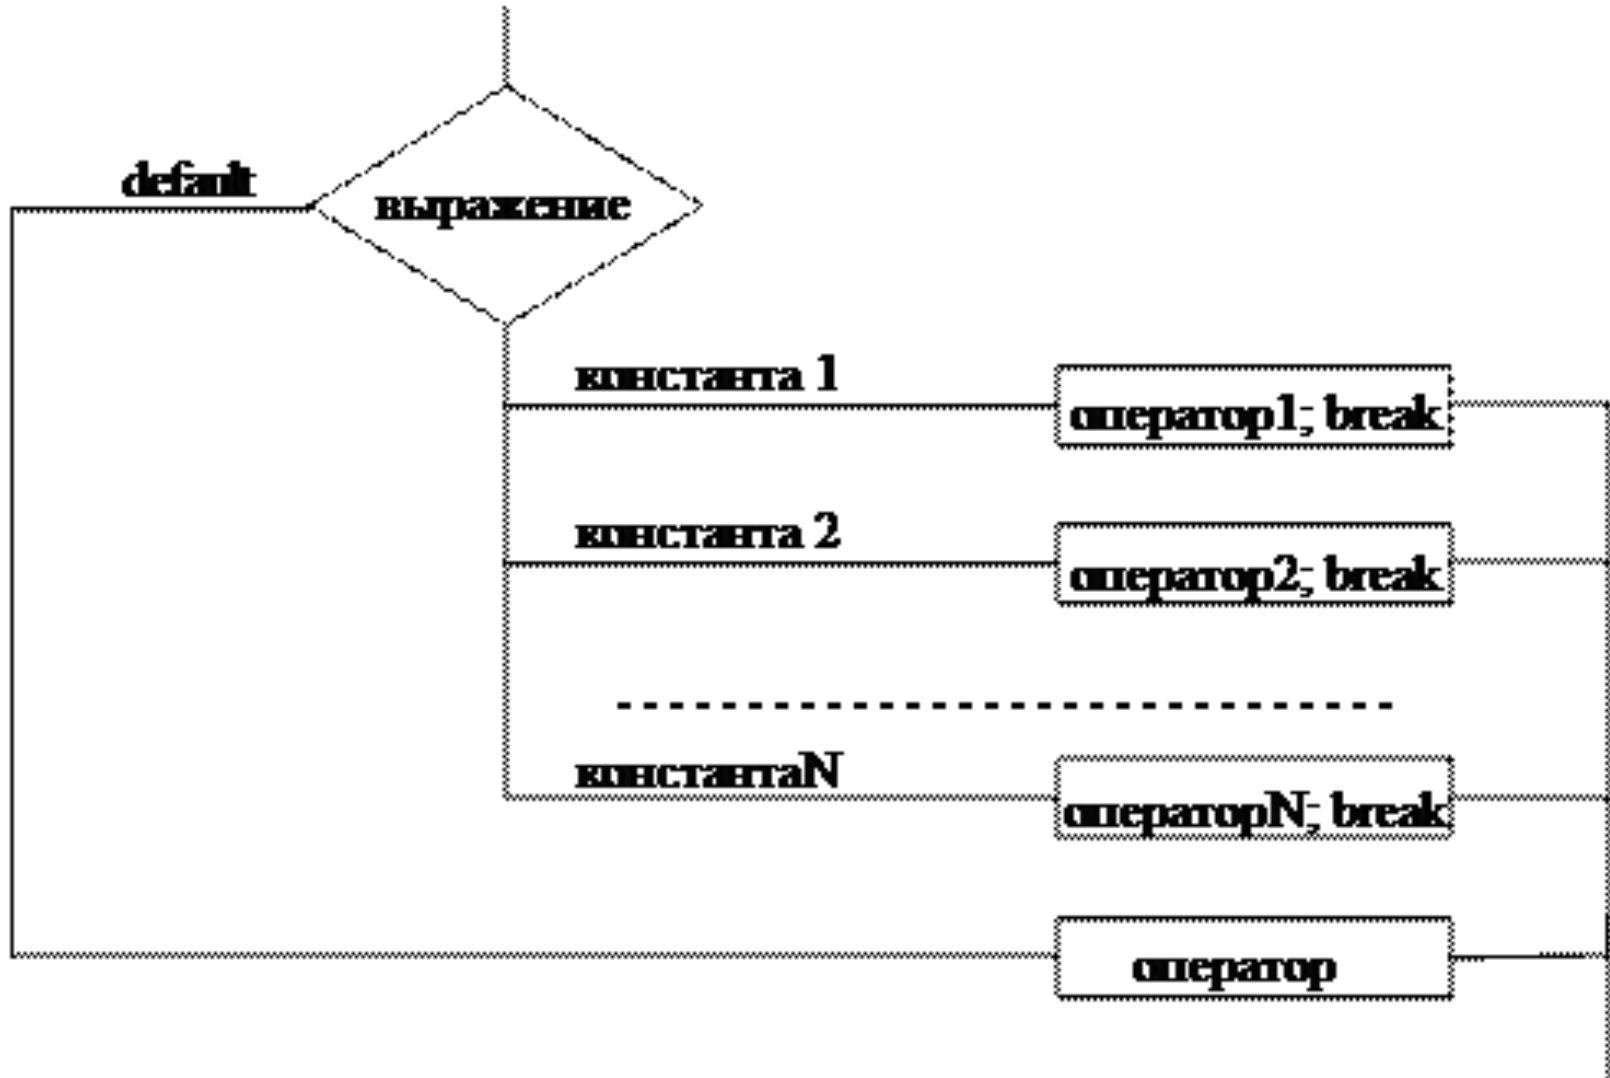 default
выражение
константа 1
оператор1; break
константа 2
оператор2; break
константаN
операторN; break
оператор